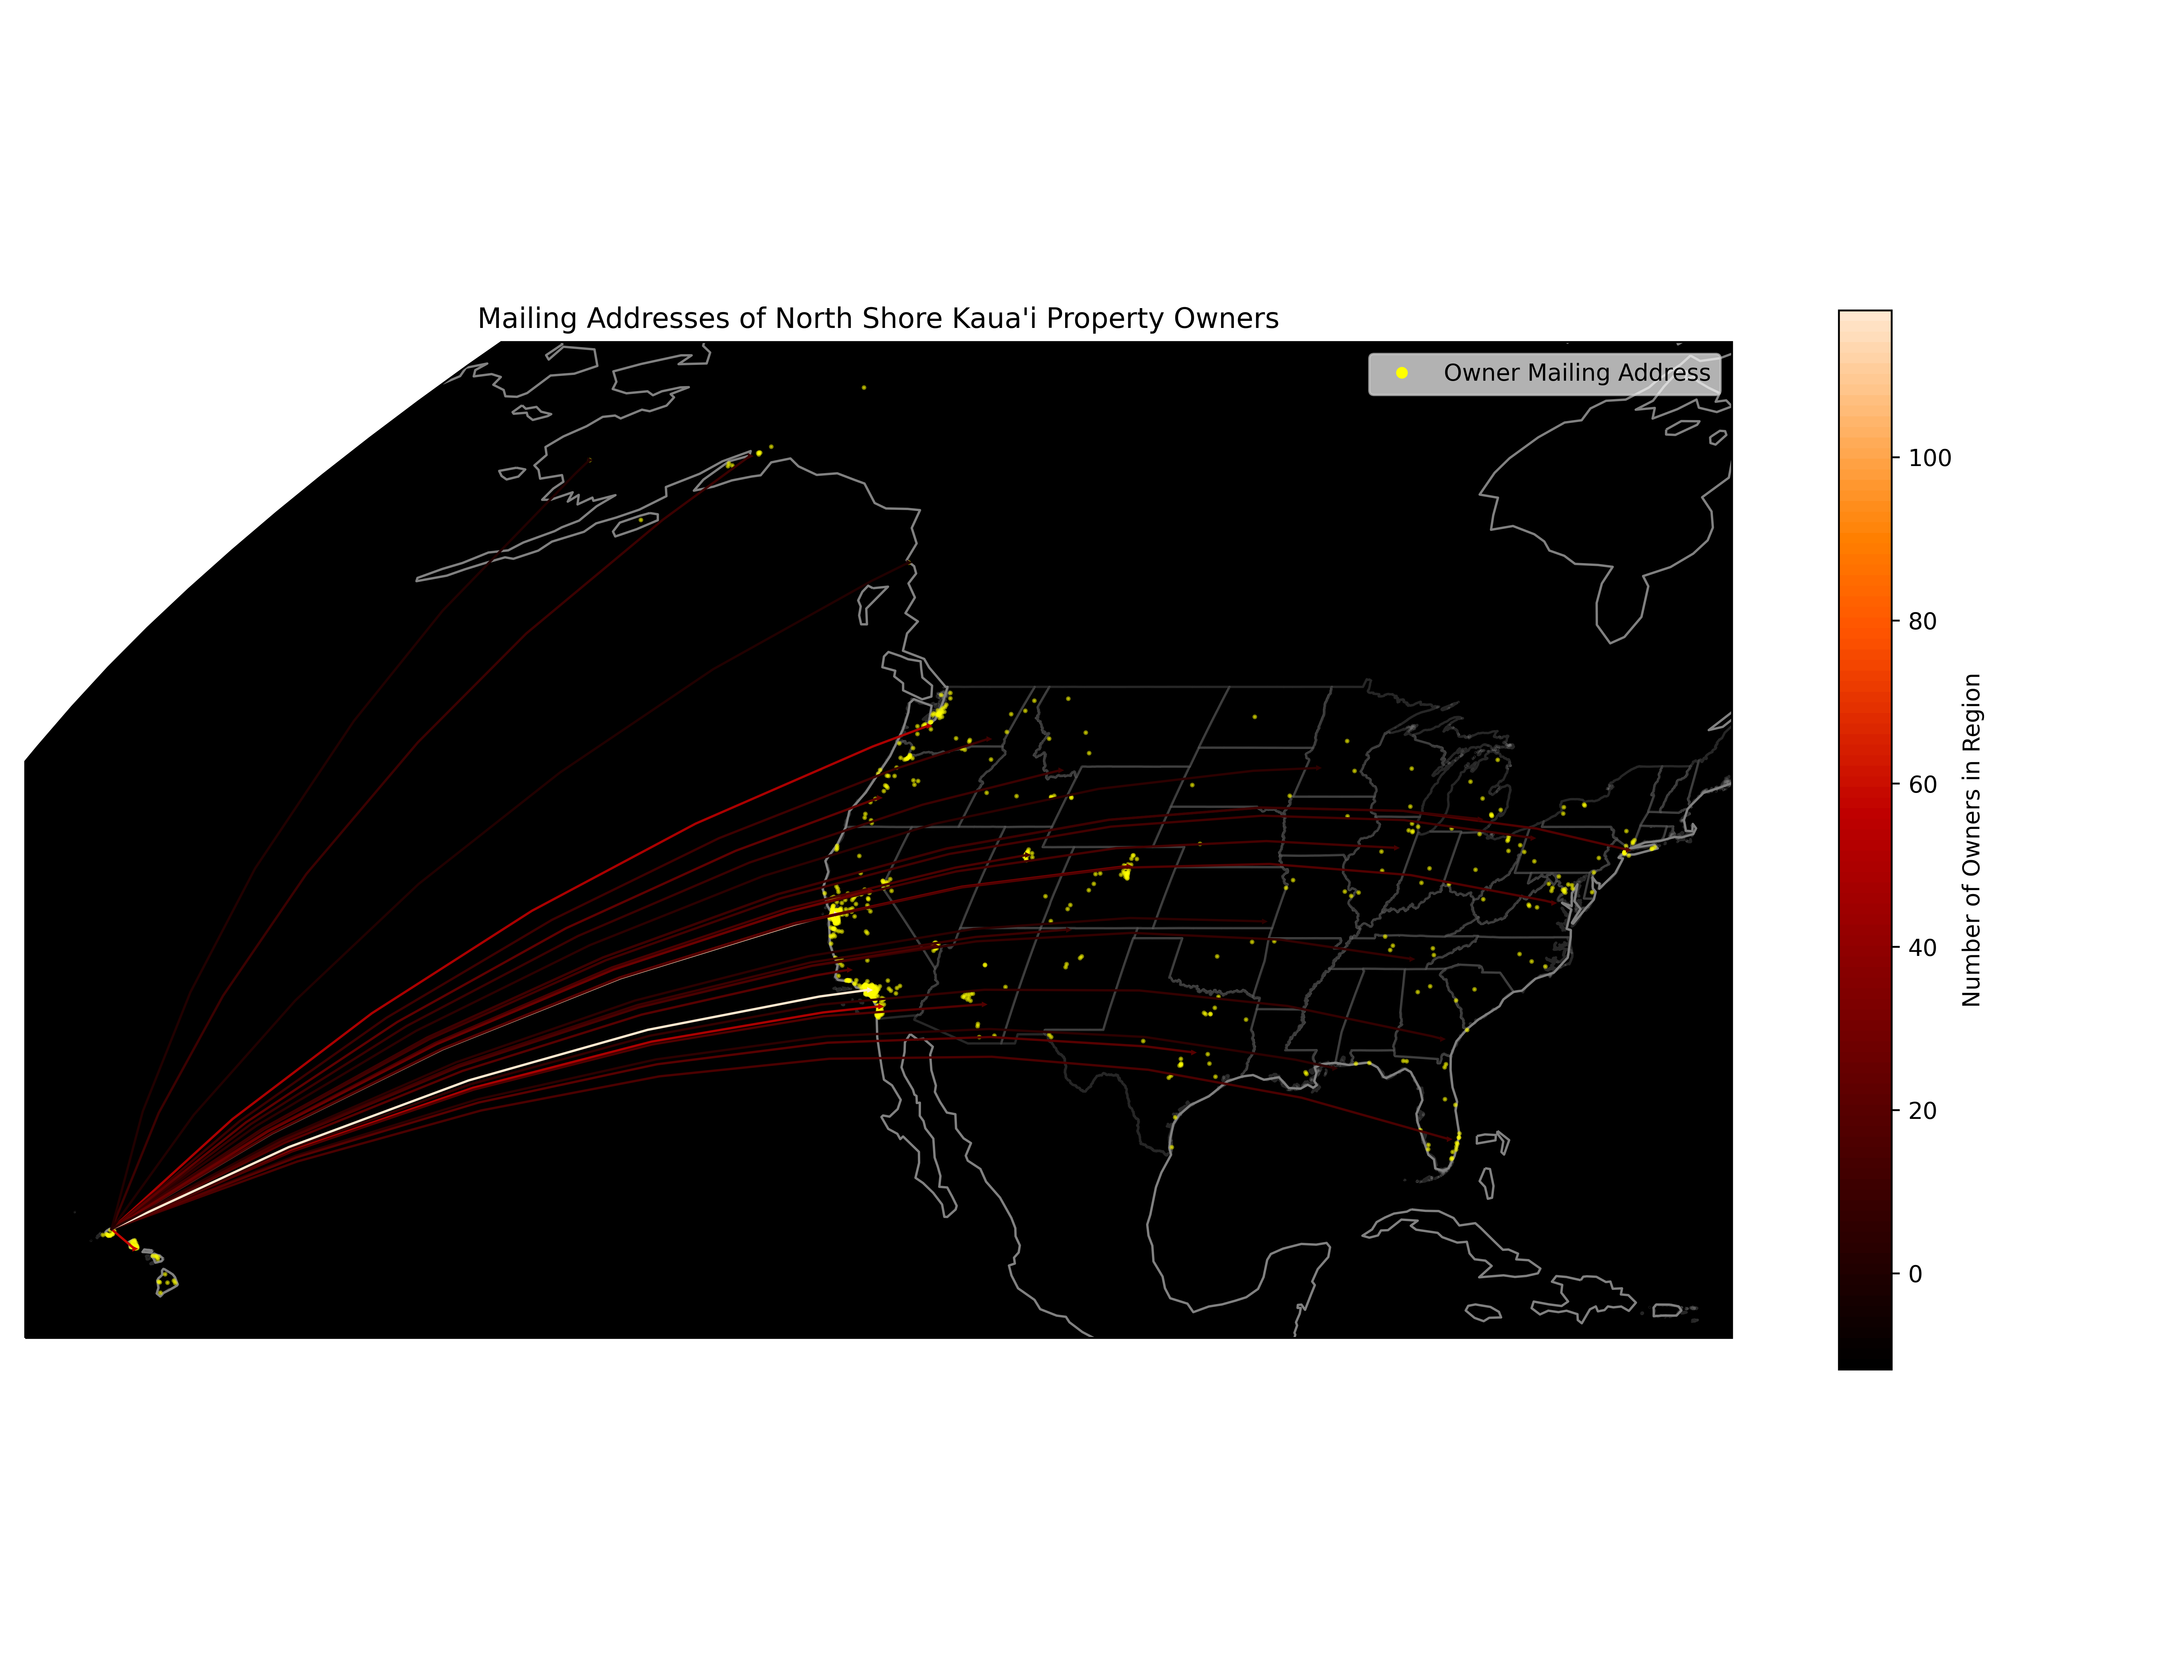 Mailing Addresses of North Shore Kaua'i Property Owners
Owner Mailing Address
100
80
60
40
20
0
Number of Owners in Region